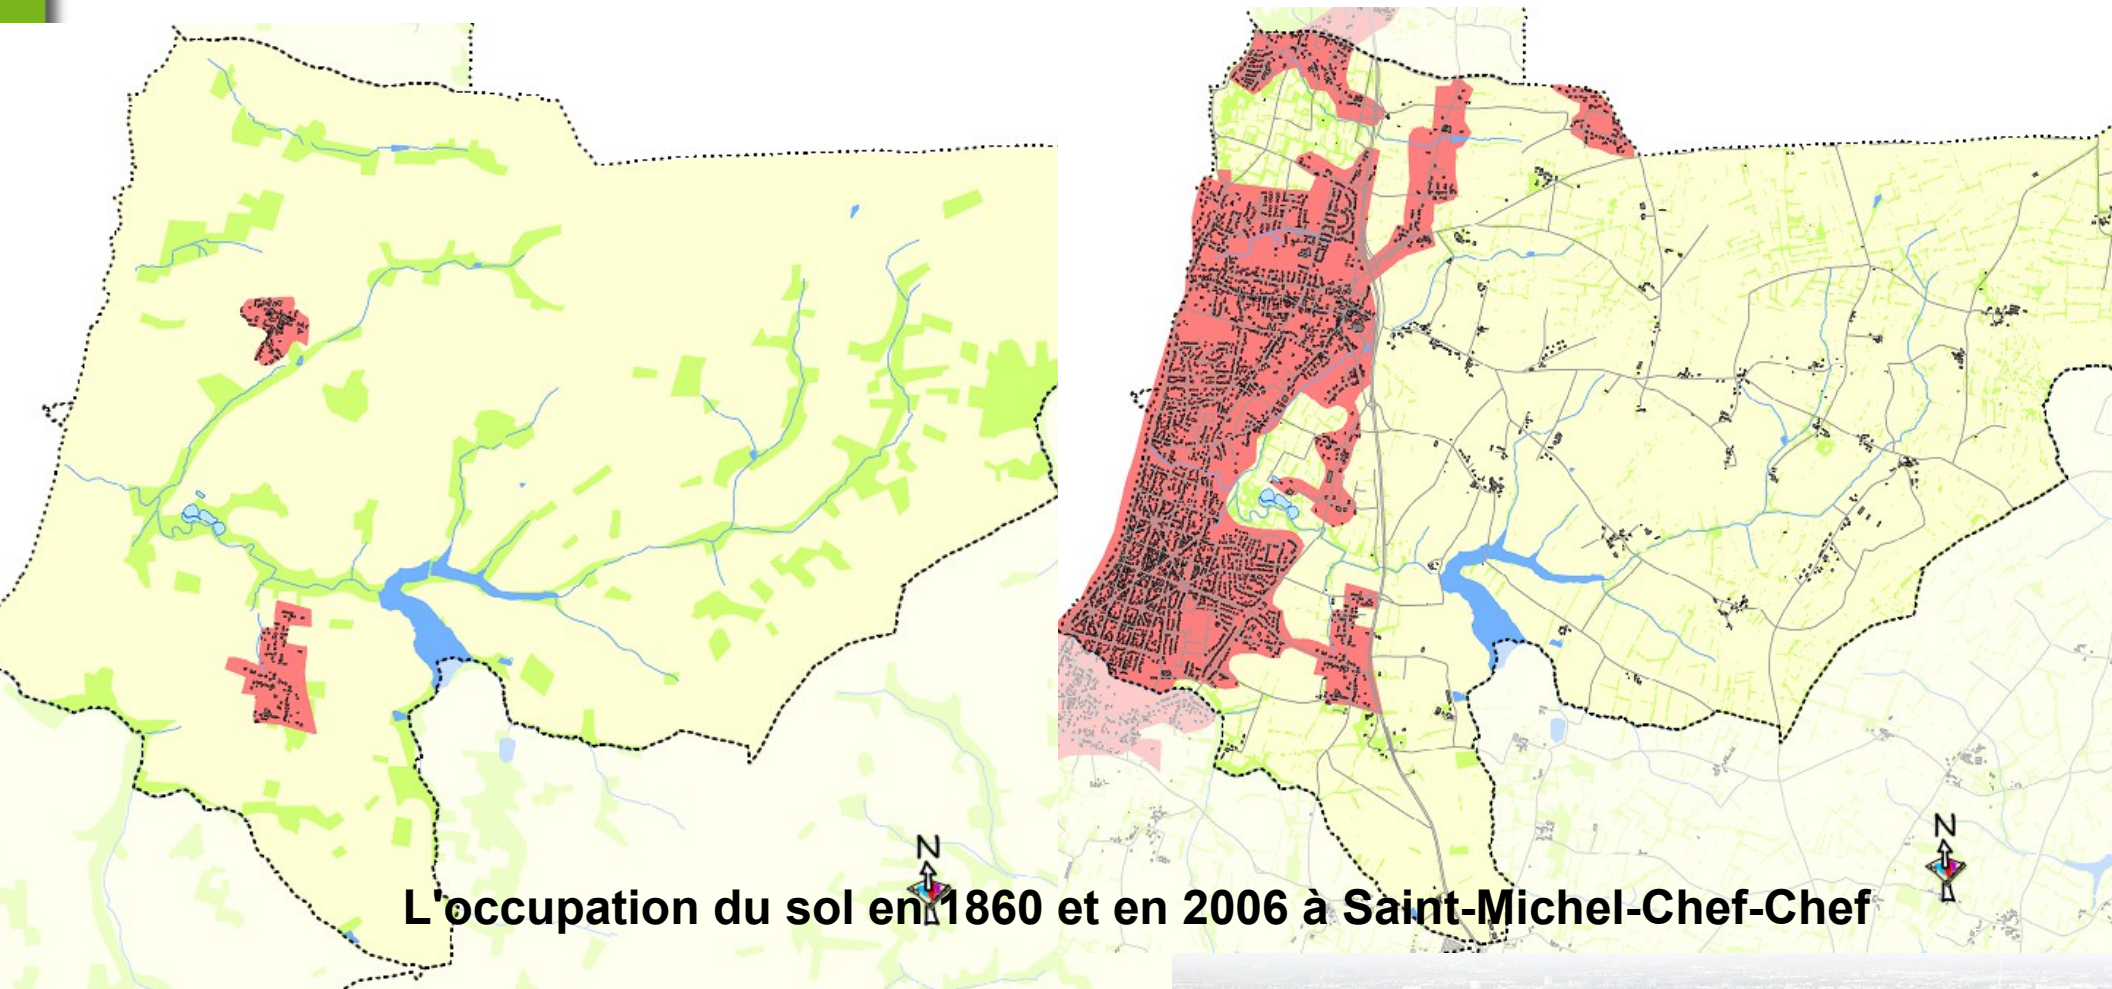 N
N
L'occupation du sol en 1860 et en 2006 à Saint-Michel-Chef-Chef